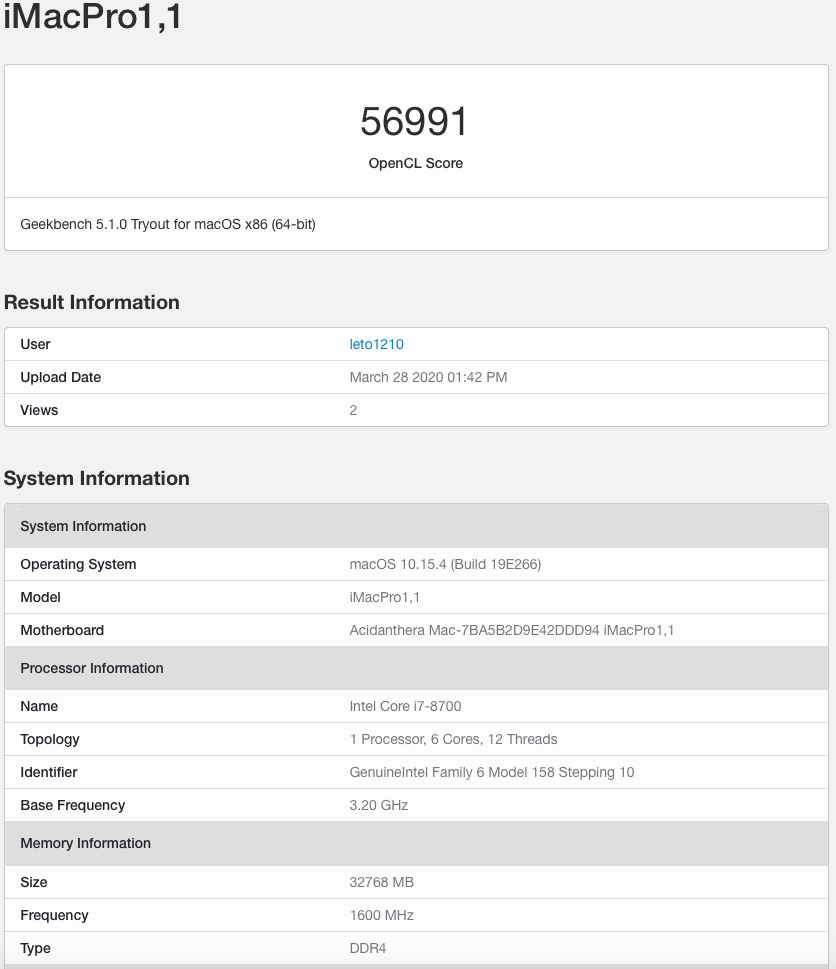 iMacPro1,1
56991
OpenCL Score
Geekbench 5.1.0 Tryout for macOS x86 (64-bit)
Result Information
User leto1210
Upload Date March 28 2020 01:42 PM
Views 2
System Information
System Information
Operating System macOS 10.15.4 (Build 19E266)
Model iMacPro1,1
Motherboard Acidanthera Mac-7BA5B2D9E42DDD94 iMacPro1,1
Processor Information
Name Intel Core i7-8700
Topology 1 Processor, 6 Cores, 12 Threads
Identifier GenuineIntel Family 6 Model 158 Stepping 10
Base Frequency 3.20 GHz
Memory Information
Size 32768 MB
Frequency 1600 MHz
Type DDR4